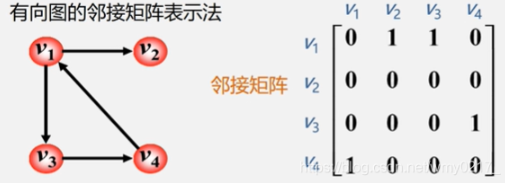 有向图的邻接矩阵表示法
v1 v2
v3 v4
邻接矩阵
v1 v2 v3 v4
v1 0 1 1 0
v2 0 0 0 0
v3 0 0 0 1
v4 1 0 0 0